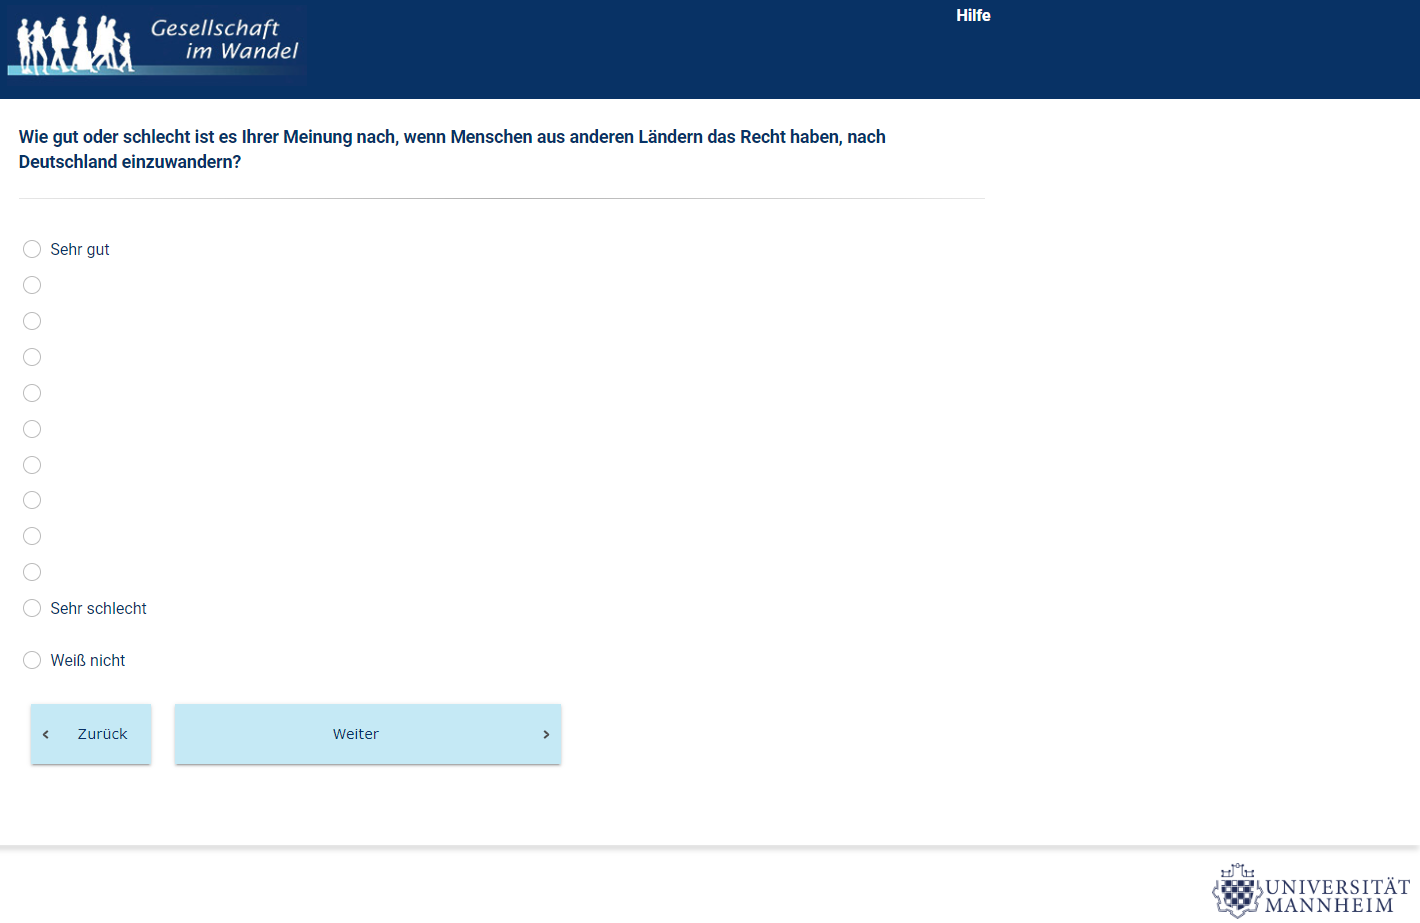 Gesellschaft
im Wandel
Hilfe
Wie gut oder schlecht ist es Ihrer Meinung nach, wenn Menschen aus anderen Ländern das Recht haben, nach
Deutschland einzuwandern?
Sehr gut
Sehr schlecht
Weiß nicht
Zurück
Weiter
UNIVERSITÄT
MANNHEIM